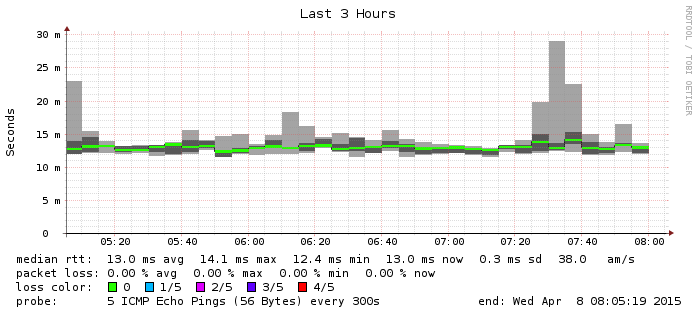 Last 3 Hours
RRDTOOL / TOBI OETIKER
Seconds
30 m
25 m
20 m
15 m
10 m
5 m
0
05:20 05:40 06:00 06:20 06:40 07:00 07:20 07:40 08:00
median rtt: 13.0 ms avg 14.1 ms max 12.4 ms min 13.0 ms now 0.3 ms sd 38.0 am/s
packet loss: 0.00 % avg 0.00 % max 0.00 % min 0.00 % now
loss color: 0 1/5 2/5 3/5 4/5
probe: 5 ICMP Echo Pings (56 Bytes) every 300s end: Wed Apr 8 08:05:19 2015